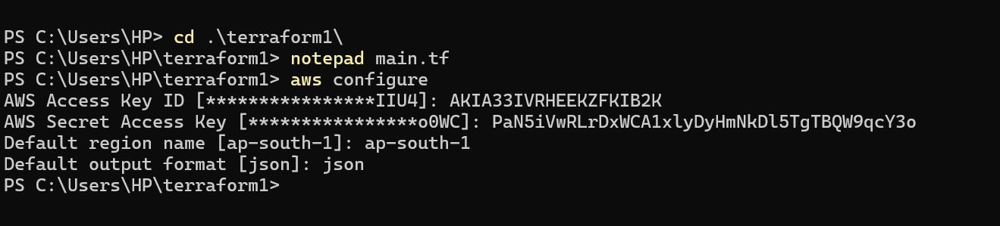 PS C:\Users\HP> cd .\terraform1\
PS C:\Users\HP\terraform1> notepad main.tf
PS C:\Users\HP\terraform1> aws configure
AWS Access Key ID [****************IIU4]: AKIA33IVRHEEKZFKIB2K
AWS Secret Access Key [****************o0WC]: 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
Default region name [ap-south-1]: ap-south-1
Default output format [json]: json
PS C:\Users\HP\terraform1>